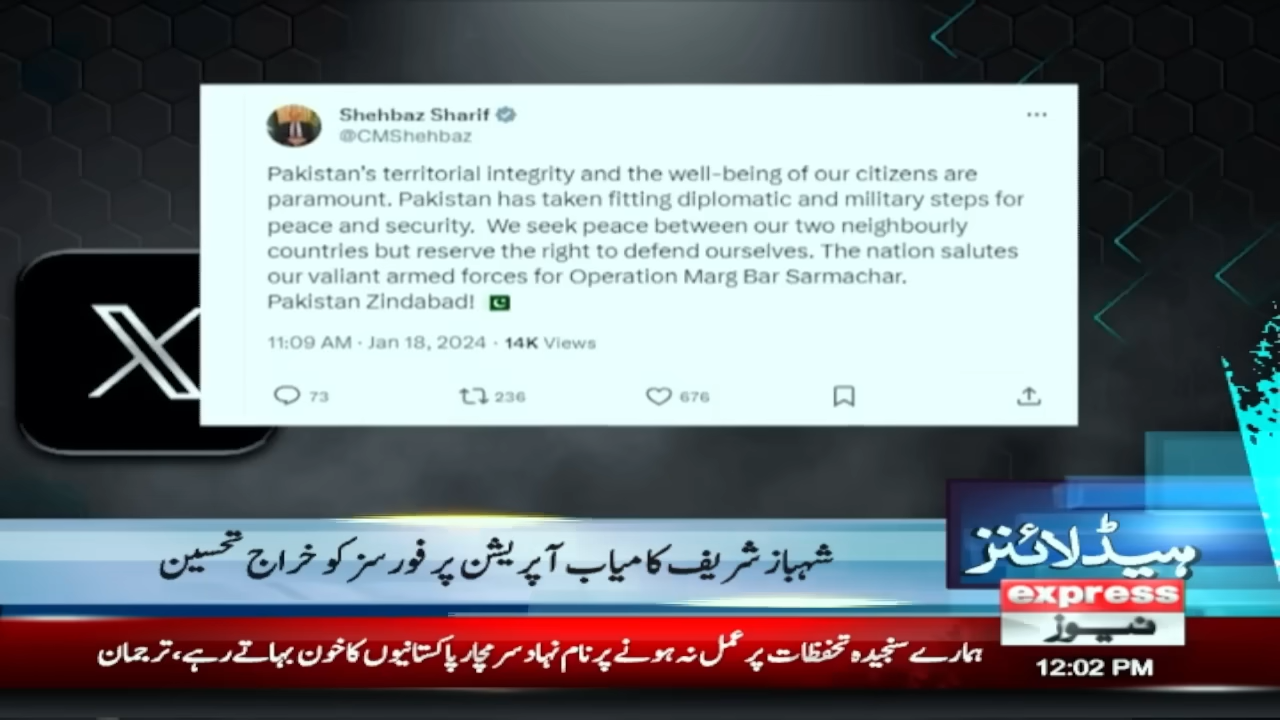 Shehbaz Sharif
@CMShehbaz
Pakistan's territorial integrity and the well-being of our citizens are
paramount. Pakistan has taken fitting diplomatic and military steps for
peace and security. We seek peace between our two neighbourly
countries but reserve the right to defend ourselves. The nation salutes
our valiant armed forces for Operation Marg Bar Sarmachar.
Pakistan Zindabad!
11:09 AM · Jan 18, 2024 · 14K Views
73 236 676
X
ہیڈلائنز
شہباز شریف کا میاب آپریشن پر فورسز کو خراج تحسین
express
نیوز
ہمارے سنجیدہ تحفظات پر عمل نہ ہونے پر نام نہاد سرمچار پاکستانیوں کا خون بہاتے رہے، ترجمان
12:02 PM